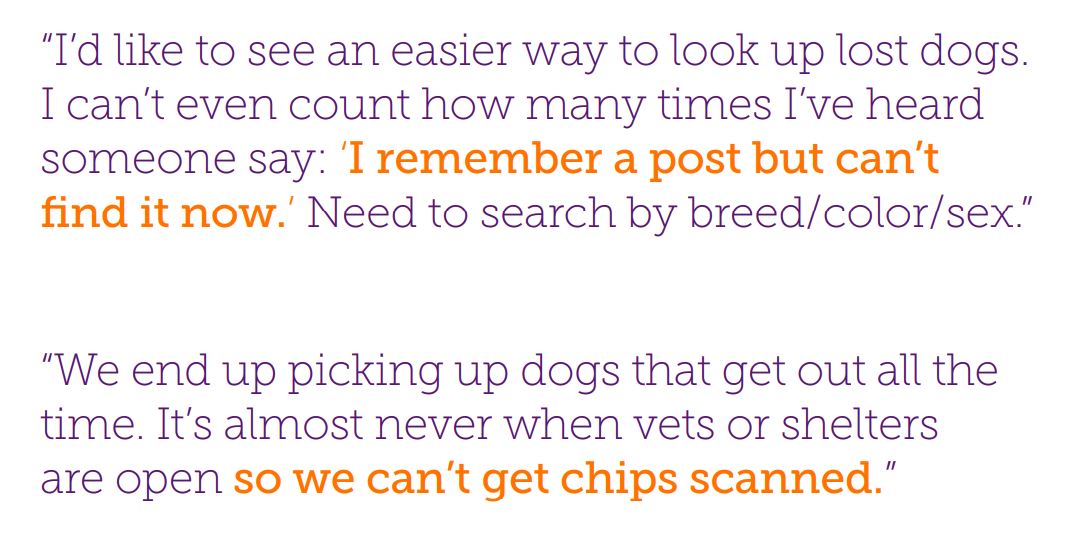 “I’d like to see an easier way to look up lost dogs.
I can’t even count how many times I’ve heard
someone say: ‘I remember a post but can’t
find it now.’ Need to search by breed/color/sex.”
“We end up picking up dogs that get out all the
time. It’s almost never when vets or shelters
are open so we can’t get chips scanned.”